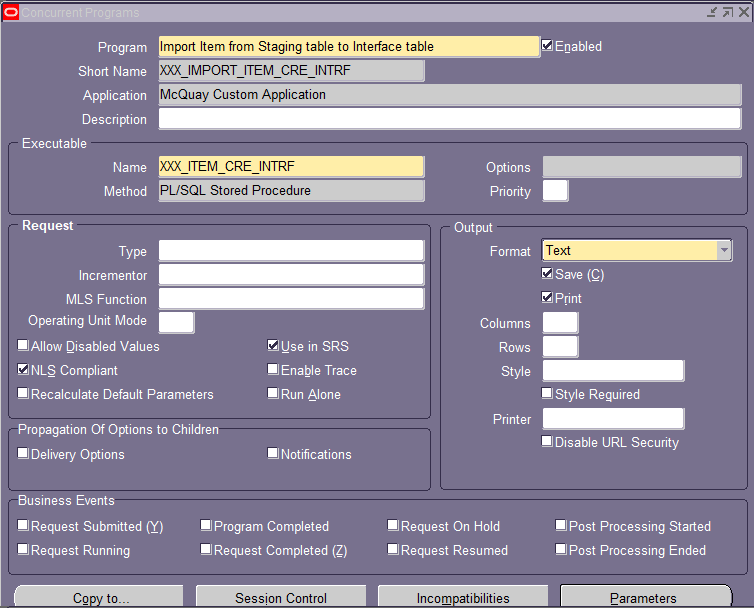 Concurrent Programs
Program Import Item from Staging table to Interface table Enabled
Short Name XXX_IMPORT_ITEM_CRE_INTRF
Application McQuay Custom Application
Description
Executable
Name XXX_ITEM_CRE_INTRF Options
Method PL/SQL Stored Procedure Priority
Request
Type
Incrementor
MLS Function
Operating Unit Mode
Allow Disabled Values Use in SRS
NLS Compliant Enable Trace
Recalculate Default Parameters Run Alone
Output
Format Text
Save (C)
Print
Columns
Rows
Style
Style Required
Printer
Disable URL Security
Propagation Of Options to Children
Delivery Options Notifications
Business Events
Request Submitted (Y) Program Completed Request On Hold Post Processing Started
Request Running Request Completed (Z) Request Resumed Post Processing Ended
Copy to... Session Control Incompatibilities Parameters